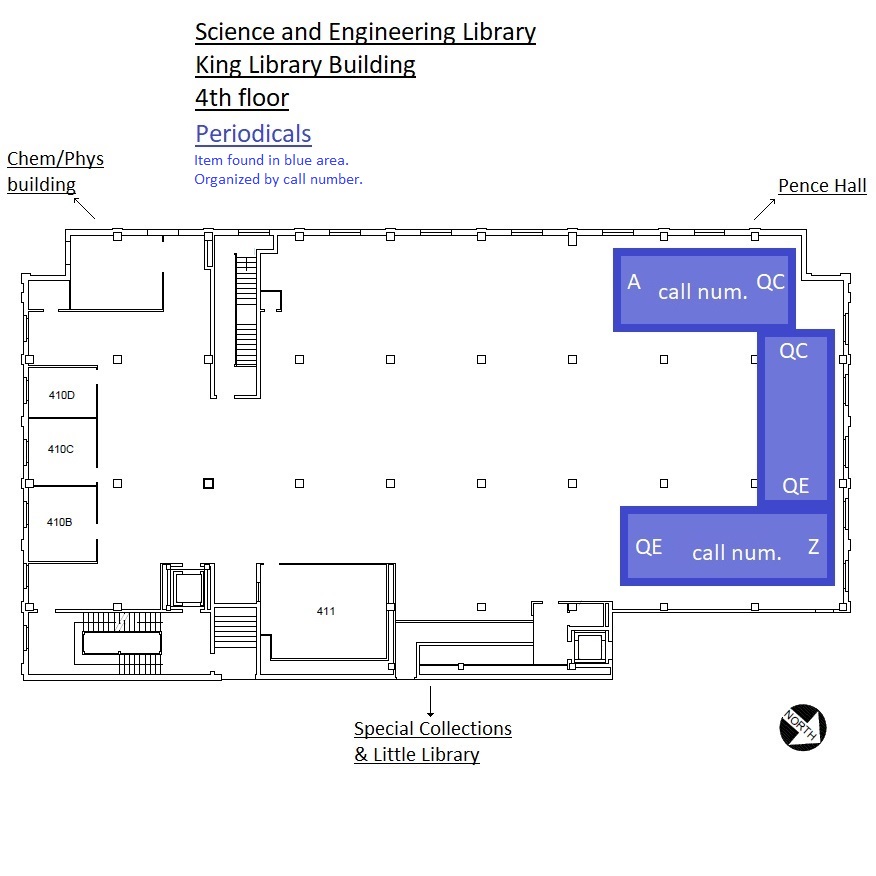 Science and Engineering Library
King Library Building
4th floor
Periodicals
Item found in blue area.
Organized by call number.
Chem/Phys
building
Pence Hall
A call num. QC
QC
410D
410C
QE
410B
QE call num. Z
411
Special Collections
& Little Library
NORTH